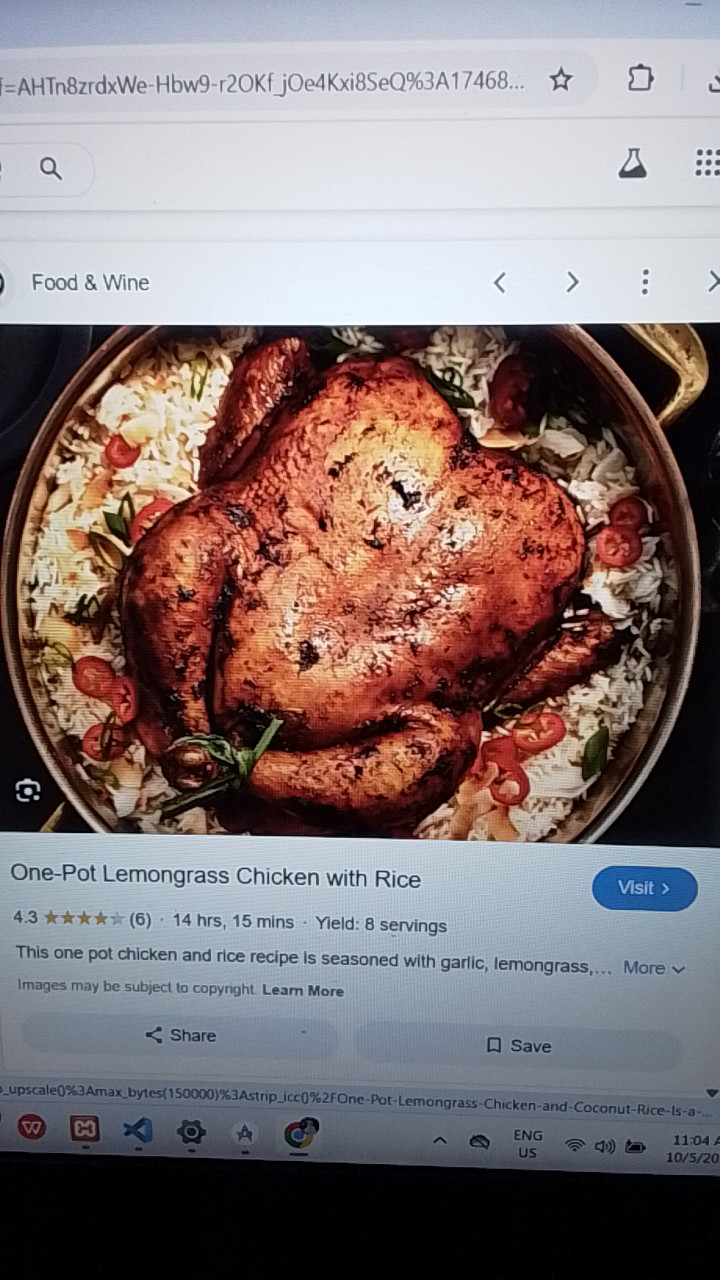 f=AHTn8zrdxWe-Hbw9-r2OKf_jOe4Kxi8SeQ%3A17468...
Food & Wine
One-Pot Lemongrass Chicken with Rice
Visit >
4.3 ★★★★★ (6) · 14 hrs, 15 mins · Yield: 8 servings
This one pot chicken and rice recipe is seasoned with garlic, lemongrass,... More
Images may be subject to copyright. Learn More
Share
Save
_upscale()%3Amax_bytes(150000)%3Astrip_icc()%2FOne-Pot-Lemongrass-Chicken-and-Coconut-Rice-Is-a-...
ENG
US
11:04 A
10/5/20